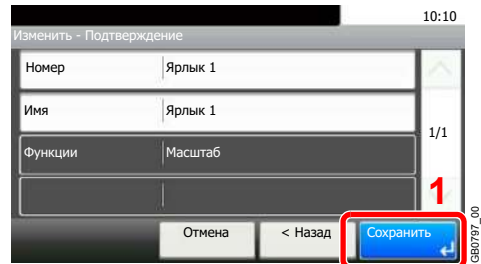 10:10
Изменить - Подтверждение
Номер Ярлык 1
Имя Ярлык 1
1/1
Функции Масштаб
1
Отмена < Назад Сохранить
GB0797_00